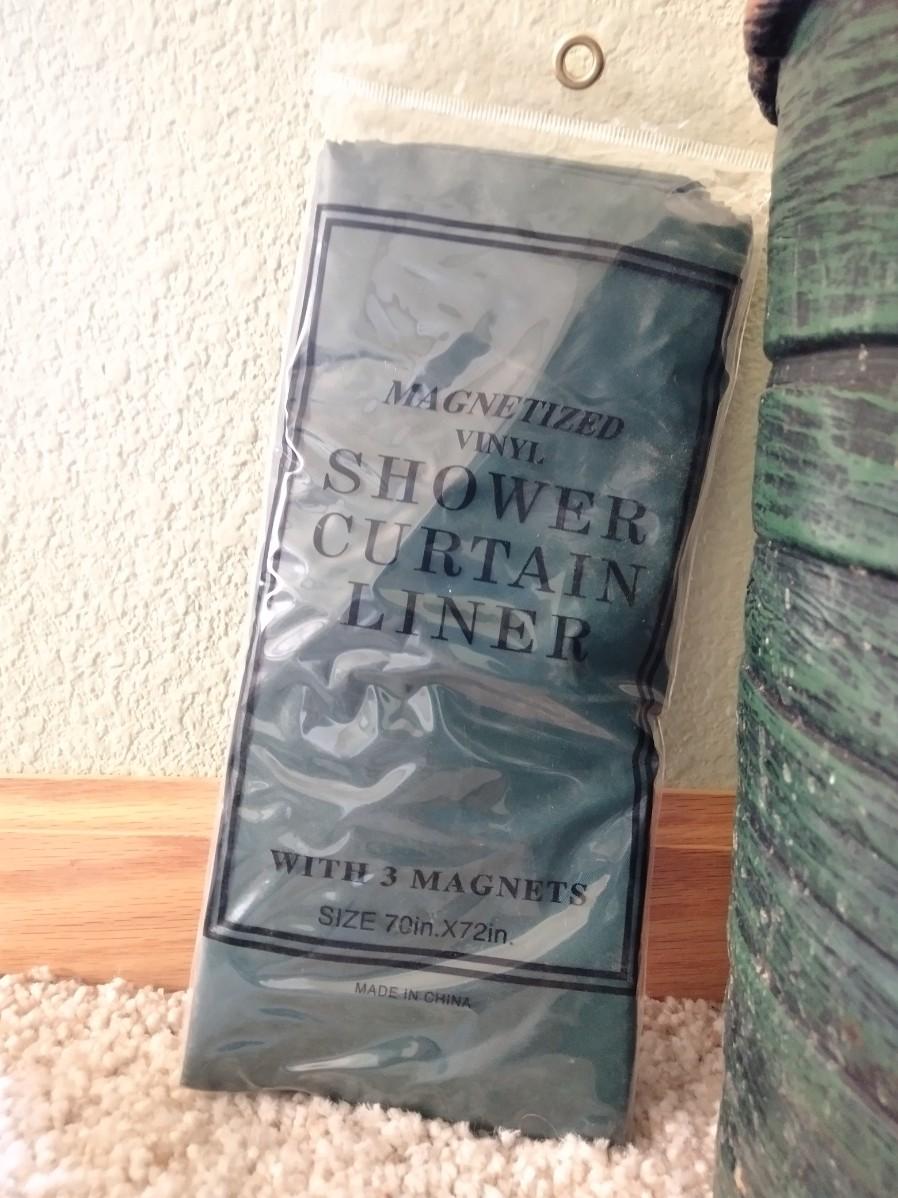 MAGNETIZED
VINYL
SHOWER
CURTAIN
LINER
WITH 3 MAGNETS
SIZE 70in.X72in.
MADE IN CHINA